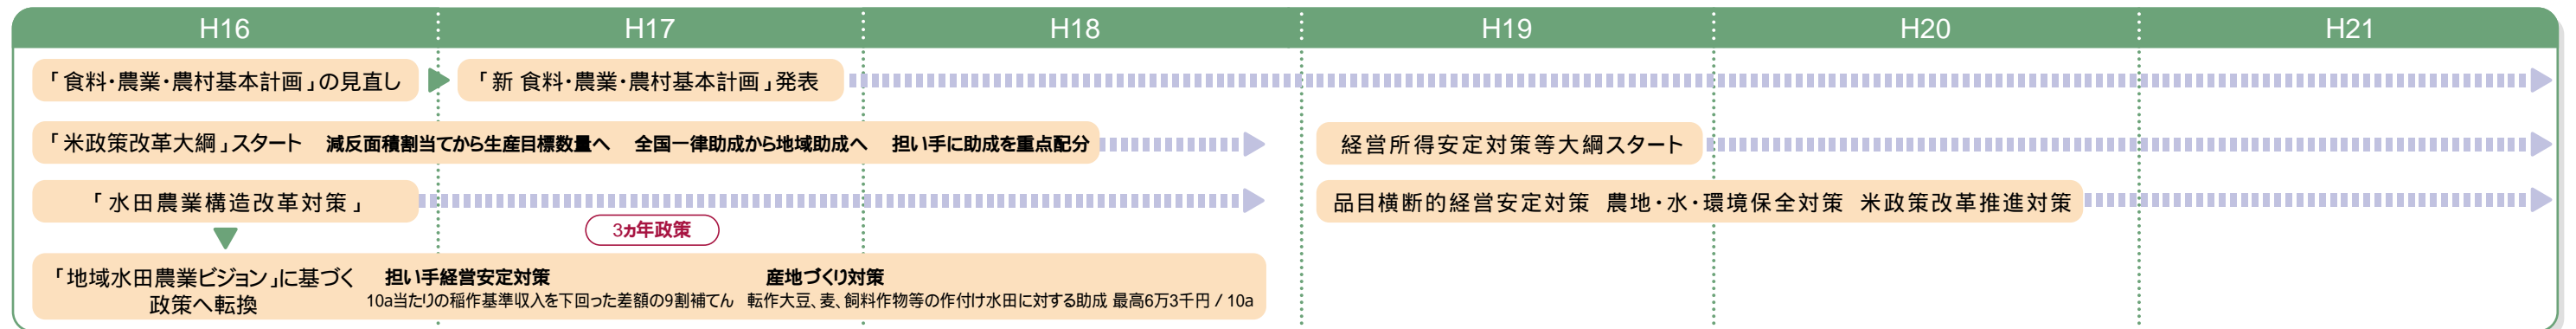 H16 H17 H18 H19 H20 H21
「食料・農業・農村基本計画」の見直し
「新 食料・農業・農村基本計画」発表
「米政策改革大綱」スタート 減反面積割当てから生産目標数量へ 全国一律助成から地域助成へ 担い手に助成を重点配分
経営所得安定対策等大綱スタート
「水田農業構造改革対策」
品目横断的経営安定対策 農地・水・環境保全対策 米政策改革推進対策
3ヵ年政策
「地域水田農業ビジョン」に基づく
政策へ転換
担い手経営安定対策
10a当たりの稲作基準収入を下回った差額の9割補てん
産地づくり対策
転作大豆、麦、飼料作物等の作付け水田に対する助成 最高6万3千円 / 10a